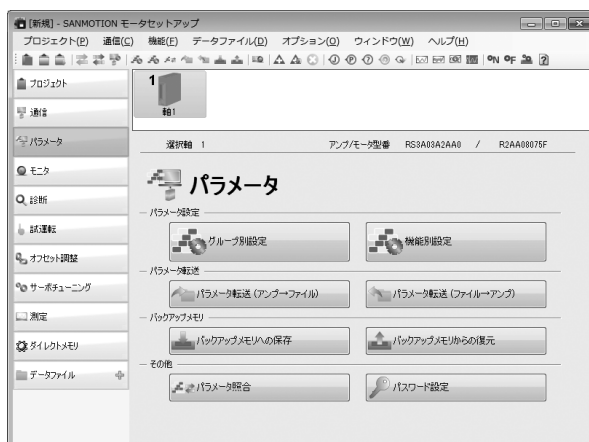 [新規] - SANMOTION モータセットアップ
プロジェクト(P) 通信(C) 機能(F) データファイル(D) オプション(O) ウィンドウ(W) ヘルプ(H)
プロジェクト
通信
パラメータ
モニタ
診断
試運転
オフセット調整
サーボチューニング
測定
ダイレクトメモリ
データファイル
1
軸1
選択軸 1 アンプ/モータ型番 RS3A03A2AA0 / R2AA08075F
パラメータ
パラメータ設定
グループ別設定 機能別設定
パラメータ転送
パラメータ転送 (アンプ→ファイル) パラメータ転送 (ファイル→アンプ)
バックアップメモリ
バックアップメモリへの保存 バックアップメモリからの復元
その他
パラメータ照合 パスワード設定